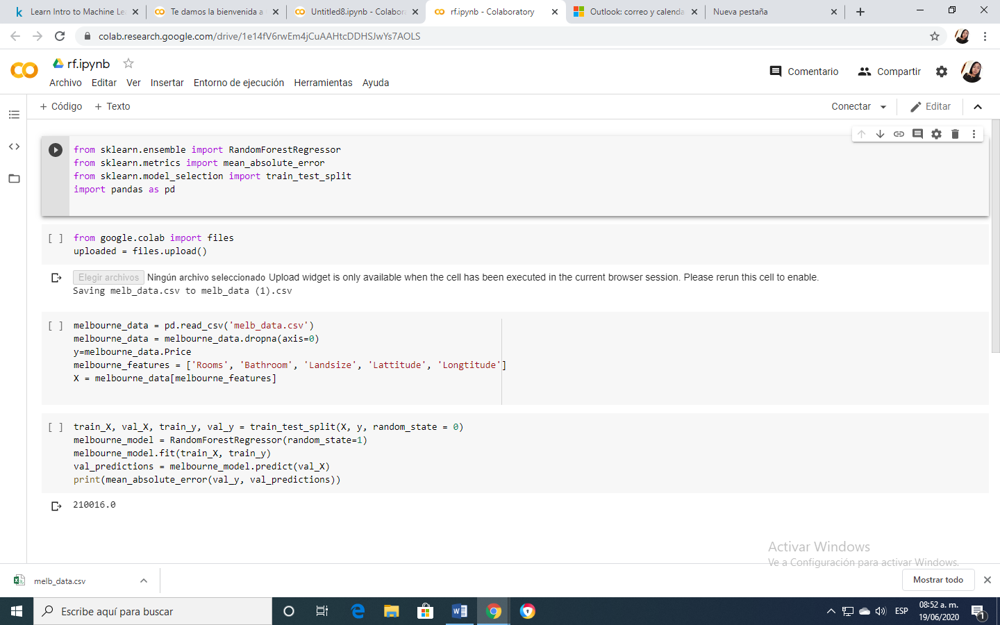 Learn Intro to Machine Le
Te damos la bienvenida a
Untitled8.ipynb - Colabora
rf.ipynb - Colaboratory
Outlook: correo y calenda
Nueva pestaña
colab.research.google.com/drive/1e14fV6rwEm4jCuAAHtcDDHSJwYs7AOLS
rf.ipynb
Comentario
Compartir
Archivo Editar Ver Insertar Entorno de ejecución Herramientas Ayuda
+ Código + Texto
Conectar
Editar
from sklearn.ensemble import RandomForestRegressor
from sklearn.metrics import mean_absolute_error
from sklearn.model_selection import train_test_split
import pandas as pd
[ ] from google.colab import files
uploaded = files.upload()
Elegir archivos Ningún archivo seleccionado Upload widget is only available when the cell has been executed in the current browser session. Please rerun this cell to enable.
Saving melb_data.csv to melb_data (1).csv
[ ] melbourne_data = pd.read_csv('melb_data.csv')
melbourne_data = melbourne_data.dropna(axis=0)
y=melbourne_data.Price
melbourne_features = ['Rooms', 'Bathroom', 'Landsize', 'Lattitude', 'Longtitude']
X = melbourne_data[melbourne_features]
[ ] train_X, val_X, train_y, val_y = train_test_split(X, y, random_state = 0)
melbourne_model = RandomForestRegressor(random_state=1)
melbourne_model.fit(train_X, train_y)
val_predictions = melbourne_model.predict(val_X)
print(mean_absolute_error(val_y, val_predictions))
210016.0
Activar Windows
Ve a Configuración para activar Windows.
melb_data.csv
Mostrar todo
Escribe aquí para buscar
ESP
08:52 a. m.
19/06/2020
1